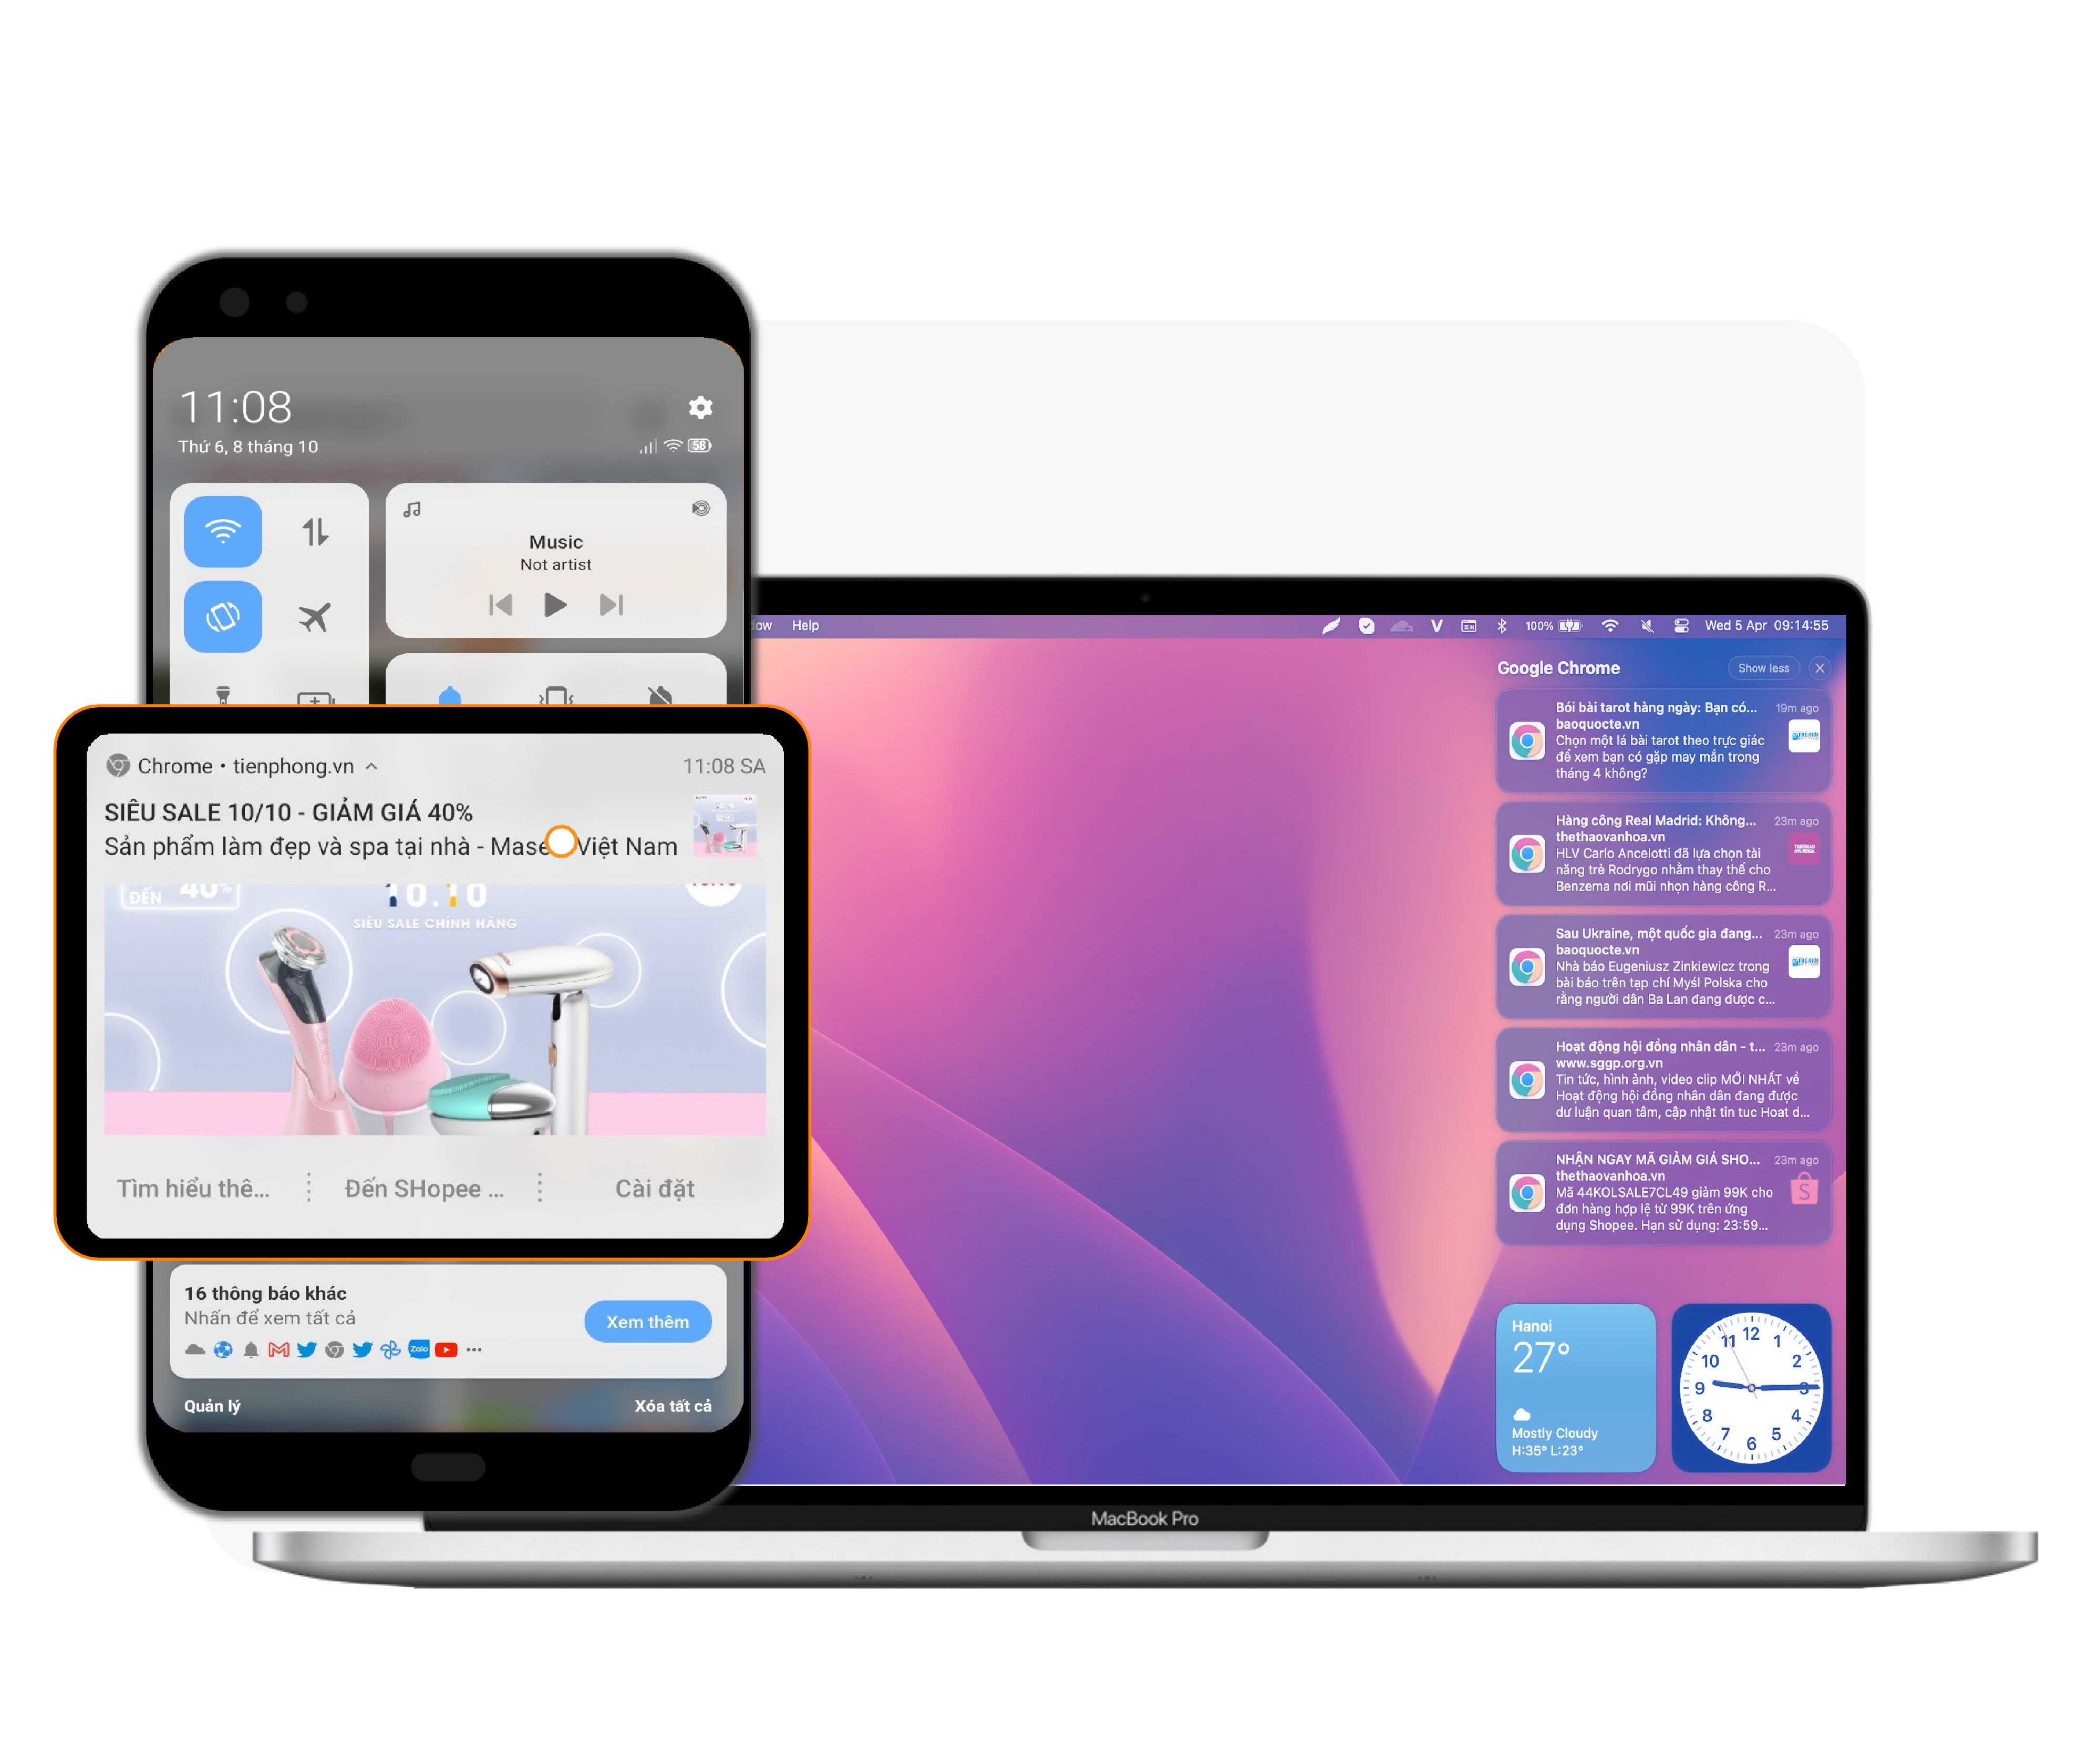 11:08
Thứ 6, 8 tháng 10
58
Music
Not artist
Chrome • tienphong.vn
11:08 SA
SIÊU SALE 10/10 - GIẢM GIÁ 40%
Sản phẩm làm đẹp và spa tại nhà - Việt Nam
ĐẾN 40%
10.10
SIÊU SALE CHÍNH HÃNG
Tìm hiểu thê...
Đến SHopee ...
Cài đặt
16 thông báo khác
Nhấn để xem tất cả
Xem thêm
Zalo
Quản lý
Xóa tất cả
dow Help
100%
Wed 5 Apr 09:14:55
Google Chrome
Show less
Bói bài tarot hàng ngày: Bạn có... 19m ago
baoquocte.vn
Chọn một lá bài tarot theo trực giác
để xem bạn có gặp may mắn trong
tháng 4 không?
Hàng công Real Madrid: Không... 23m ago
thethaovanhoa.vn
HLV Carlo Ancelotti đã lựa chọn tài
năng trẻ Rodrygo nhằm thay thế cho
Benzema nơi mũi nhọn hàng công R...
Sau Ukraine, một quốc gia đang... 23m ago
baoquocte.vn
Nhà báo Eugeniusz Zinkiewicz trong
bài báo trên tạp chí Myśl Polska cho
rằng người dân Ba Lan đang được c...
Hoạt động hội đồng nhân dân - t... 23m ago
www.sggp.org.vn
Tin tức, hình ảnh, video clip MỚI NHẤT về
Hoạt động hội đồng nhân dân đang được
dư luận quan tâm, cập nhật tin tuc Hoat d...
NHẬN NGAY MÃ GIẢM GIÁ SHO... 23m ago
thethaovanhoa.vn
Mã 44KOLSALE7CL49 giảm 99K cho
đơn hàng hợp lệ từ 99K trên ứng
dụng Shopee. Hạn sử dụng: 23:59...
Hanoi
27°
Mostly Cloudy
H:35° L:23°
12
1
2
3
4
5
6
7
8
9
10
11
MacBook Pro